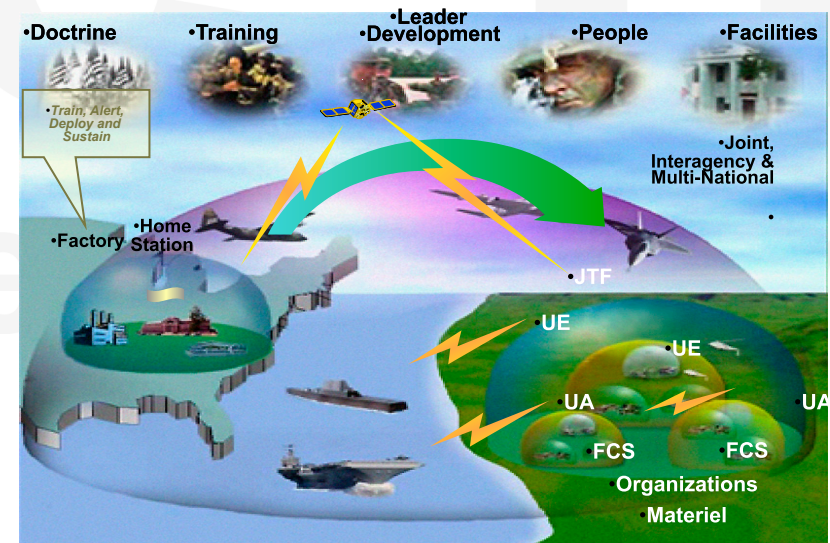 •Doctrine
•Training
•Leader
•Development
•People
•Facilities
•Train, Alert,
Deploy and
Sustain
•Joint,
Interagency &
Multi-National
•
•Factory
•Home
Station
•JTF
•UE
•UE
•UA
•UA
•FCS
•FCS
•Organizations
•Materiel